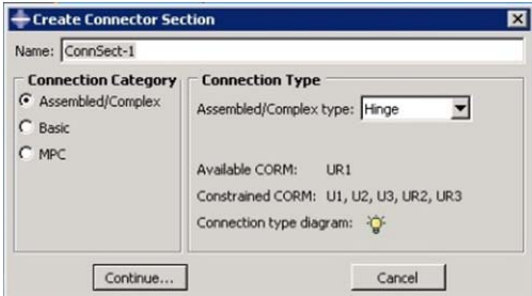 Create Connector Section
Name: ConnSect-1
Connection Category
Assembled/Complex
Basic
MPC
Connection Type
Assembled/Complex type: Hinge
Available CORM: UR1
Constrained CORM: U1, U2, U3, UR2, UR3
Connection type diagram:
Continue...
Cancel